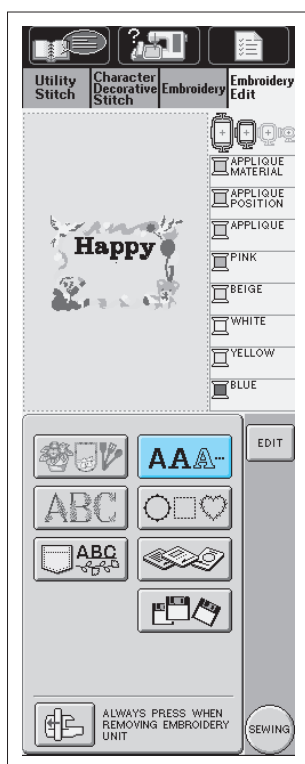 Utility
Stitch
Character
Decorative
Stitch
Embroidery
Embroidery
Edit
APPLIQUE
MATERIAL
APPLIQUE
POSITION
APPLIQUE
PINK
BEIGE
WHITE
YELLOW
BLUE
Happy
EDIT
AAA
ABC
ABC
ALWAYS PRESS WHEN
REMOVING EMBROIDERY
UNIT
SEWING